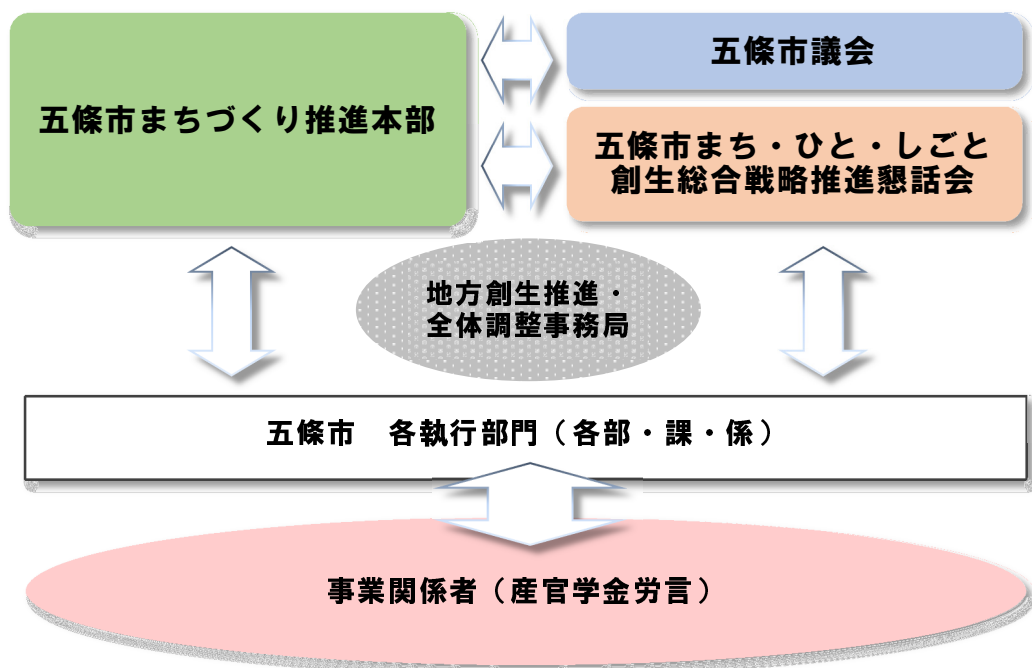 五條市まちづくり推進本部
五條市議会
五條市まち・ひと・しごと
創生総合戦略推進懇話会
地方創生推進・
全体調整事務局
五條市　各執行部門（各部・課・係）
事業関係者（産官学金労言）